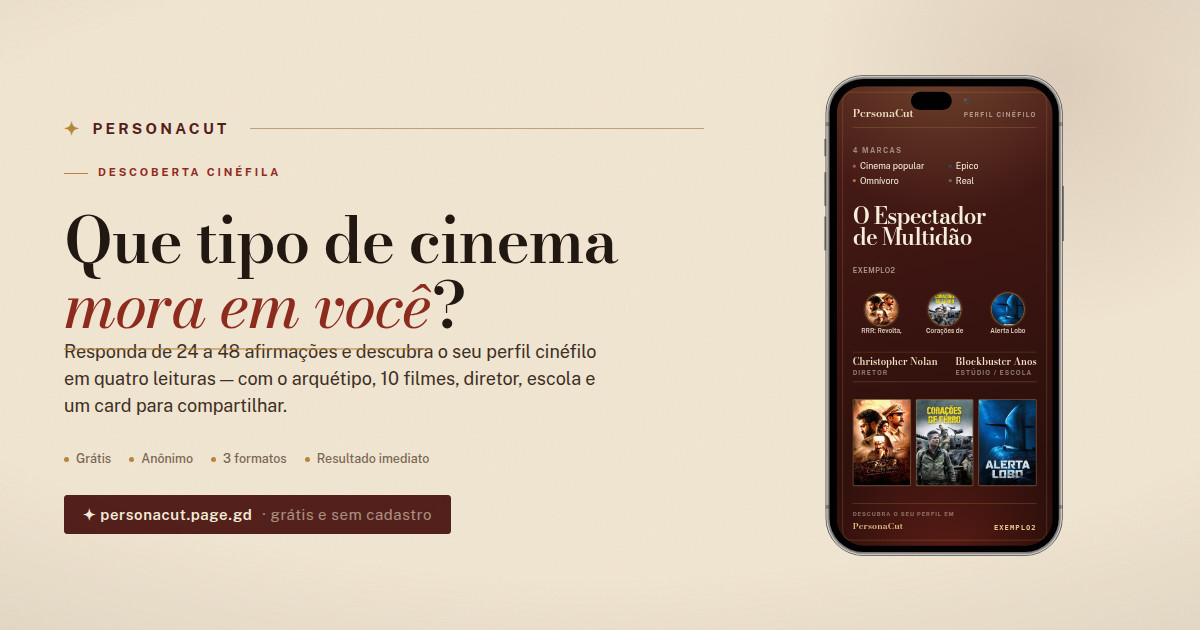 PERSONACUT
DESCOBERTA CINÉFILA
Que tipo de cinema
mora em você?
Responda de 24 a 48 afirmações e descubra o seu perfil cinéfilo
em quatro leituras — com o arquétipo, 10 filmes, diretor, escola e
um card para compartilhar.
Grátis
Anônimo
3 formatos
Resultado imediato
✦ personacut.page.gd · grátis e sem cadastro
PersonaCut
PERFIL CINÉFILO
4 MARCAS
Cinema popular
Epico
Omnívoro
Real
O Espectador
de Multidão
EXEMPLO2
RRR: Revolta,
Corações de
Alerta Lobo
Christopher Nolan
DIRETOR
Blockbuster Anos
ESTÚDIO / ESCOLA
CORAÇÕES
DE FERRO
ALERTA
LOBO
DESCUBRA O SEU PERFIL EM
PersonaCut
EXEMPLO2